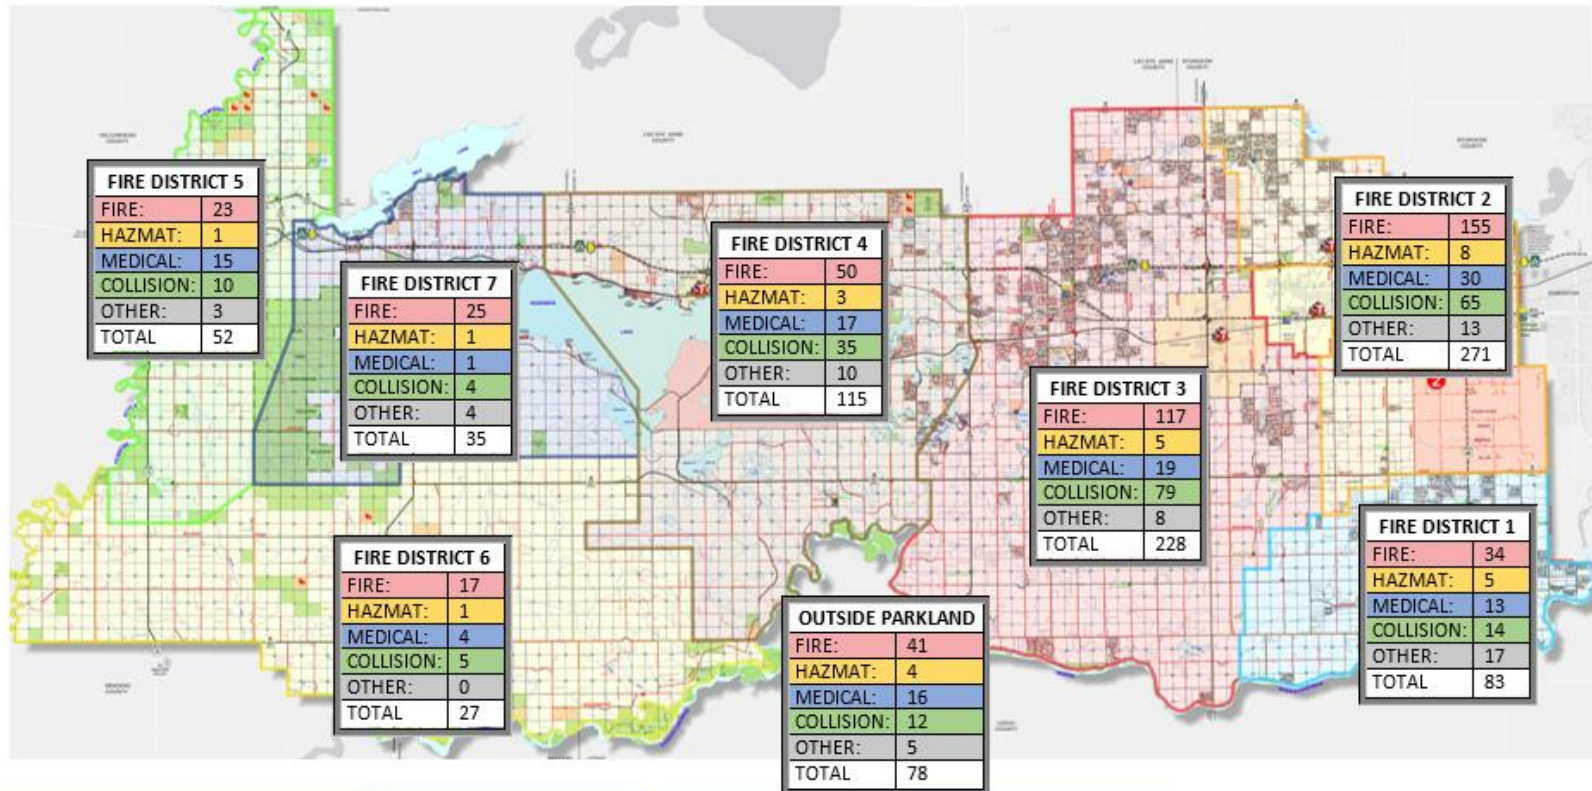 FIRE DISTRICT 5
FIRE: 23
HAZMAT: 1
MEDICAL: 15
COLLISION: 10
OTHER: 3
TOTAL 52
FIRE DISTRICT 7
FIRE: 25
HAZMAT: 1
MEDICAL: 1
COLLISION: 4
OTHER: 4
TOTAL 35
FIRE DISTRICT 4
FIRE: 50
HAZMAT: 3
MEDICAL: 17
COLLISION: 35
OTHER: 10
TOTAL 115
FIRE DISTRICT 2
FIRE: 155
HAZMAT: 8
MEDICAL: 30
COLLISION: 65
OTHER: 13
TOTAL 271
FIRE DISTRICT 3
FIRE: 117
HAZMAT: 5
MEDICAL: 19
COLLISION: 79
OTHER: 8
TOTAL 228
FIRE DISTRICT 6
FIRE: 17
HAZMAT: 1
MEDICAL: 4
COLLISION: 5
OTHER: 0
TOTAL 27
OUTSIDE PARKLAND
FIRE: 41
HAZMAT: 4
MEDICAL: 16
COLLISION: 12
OTHER: 5
TOTAL 78
FIRE DISTRICT 1
FIRE: 34
HAZMAT: 5
MEDICAL: 13
COLLISION: 14
OTHER: 17
TOTAL 83
2